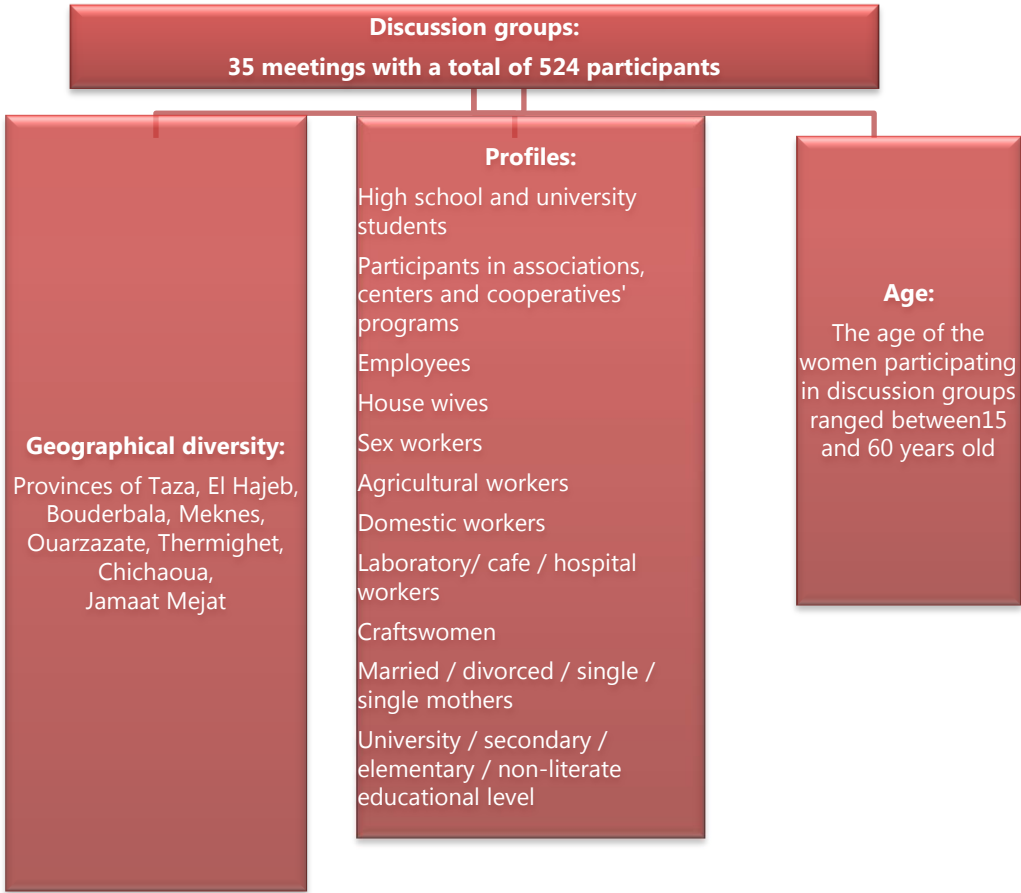 Discussion groups:
35 meetings with a total of 524 participants
Geographical diversity:
Provinces of Taza, El Hajeb,
Bouderbala, Meknes,
Ouarzazate, Thermighet,
Chichaoua,
Jamaat Mejat
Profiles:
High school and university
students
Participants in associations,
centers and cooperatives'
programs
Employees
House wives
Sex workers
Agricultural workers
Domestic workers
Laboratory/ cafe / hospital
workers
Craftswomen
Married / divorced / single /
single mothers
University / secondary /
elementary / non-literate
educational level
Age:
The age of the
women participating
in discussion groups
ranged between15
and 60 years old